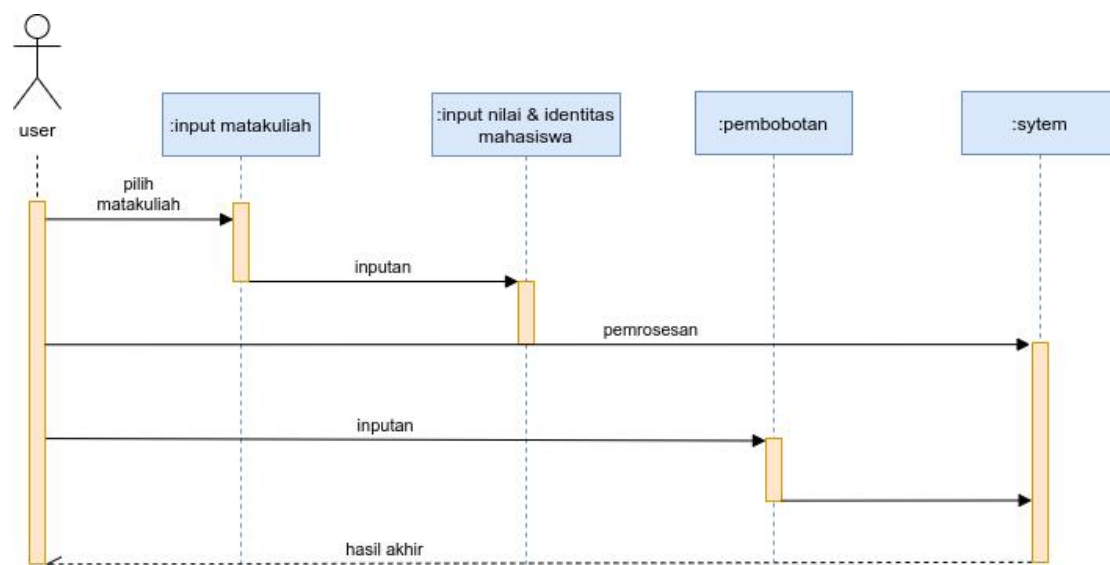 user
:input matakuliah
:input nilai & identitas
mahasiswa
:pembobotan
:sytem
pilih
matakuliah
inputan
pemrosesan
inputan
hasil akhir